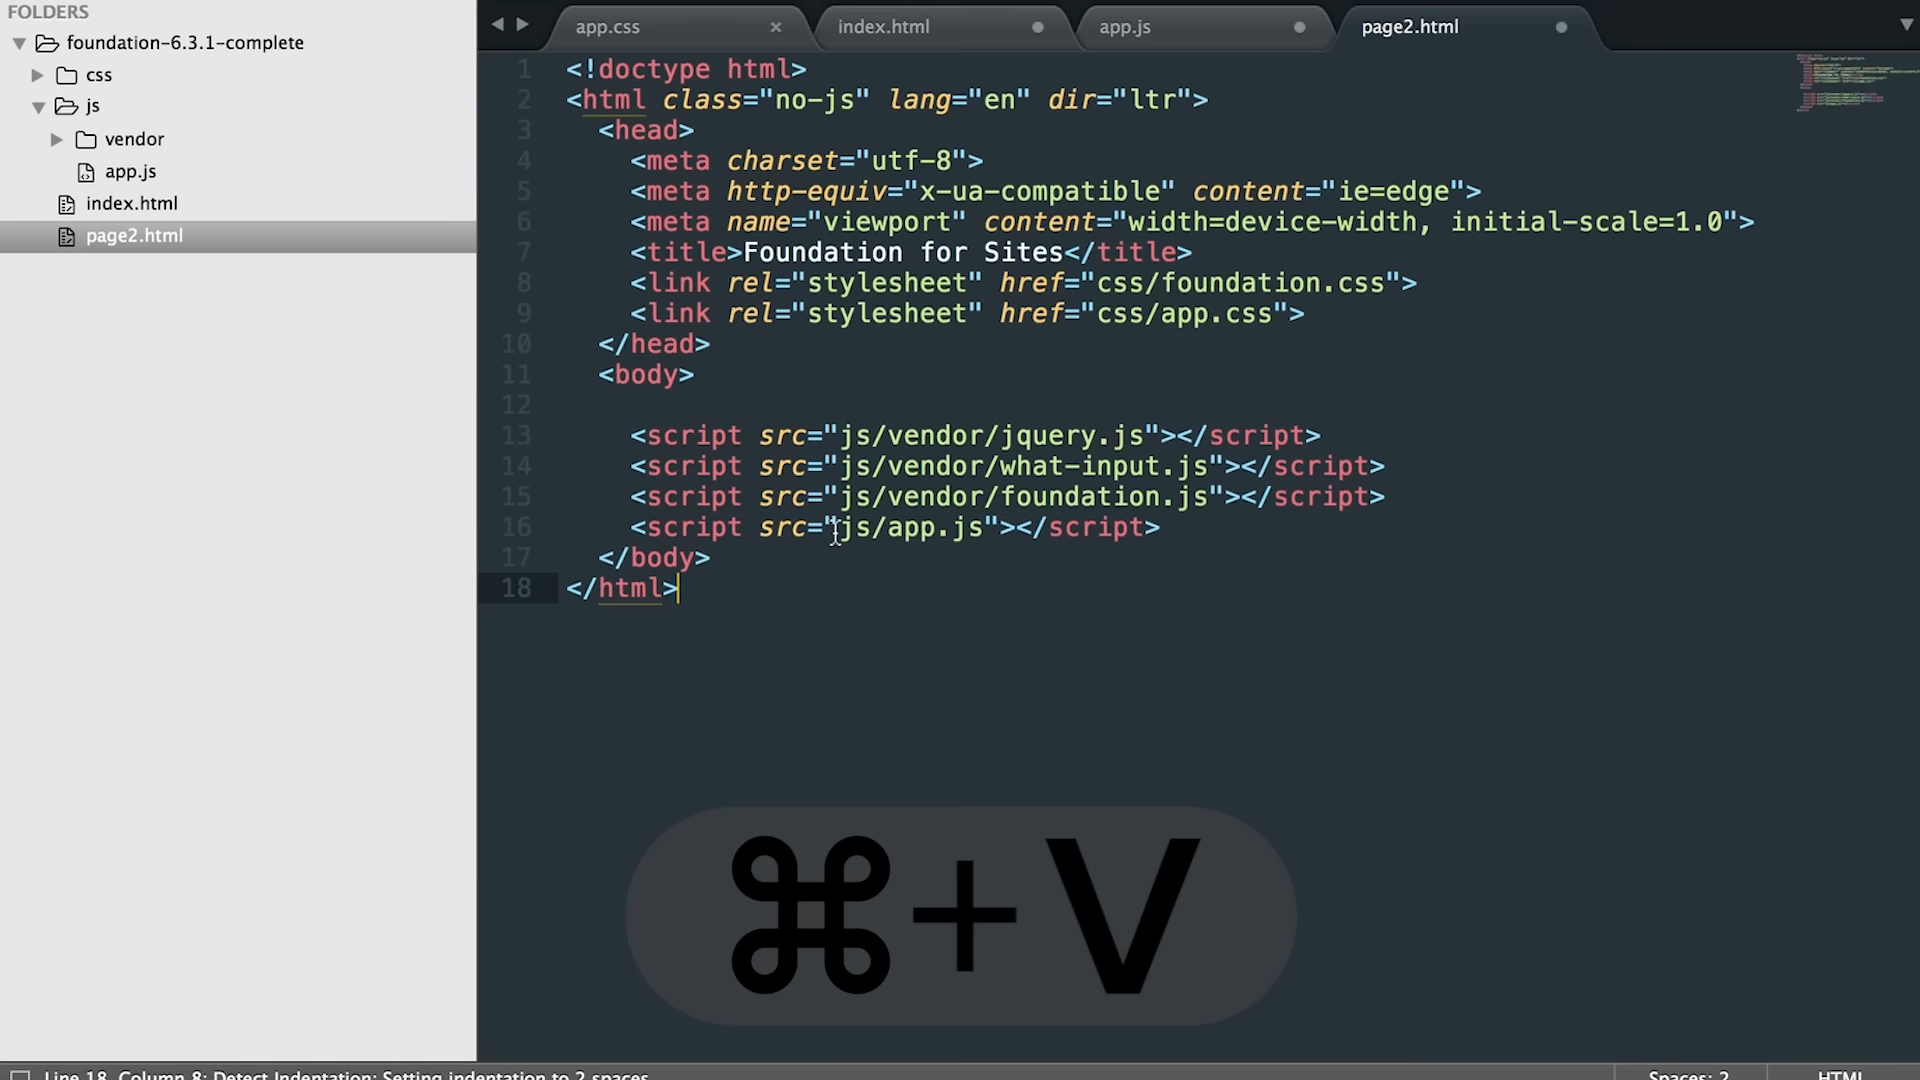 FOLDERS
foundation-6.3.1-complete
css
js
vendor
app.js
index.html
page2.html
app.css ×
index.html
app.js
page2.html
1 <!doctype html>
2 <html class="no-js" lang="en" dir="ltr">
3 <head>
4 <meta charset="utf-8">
5 <meta http-equiv="x-ua-compatible" content="ie=edge">
6 <meta name="viewport" content="width=device-width, initial-scale=1.0">
7 <title>Foundation for Sites</title>
8 <link rel="stylesheet" href="css/foundation.css">
9 <link rel="stylesheet" href="css/app.css">
10 </head>
11 <body>
12
13 <script src="js/vendor/jquery.js"></script>
14 <script src="js/vendor/what-input.js"></script>
15 <script src="js/vendor/foundation.js"></script>
16 <script src="js/app.js"></script>
17 </body>
18 </html>
⌘+V
Line 18, Column 8; Detect Indentation: Setting indentation to 2 spaces
Spaces: 2
HTML